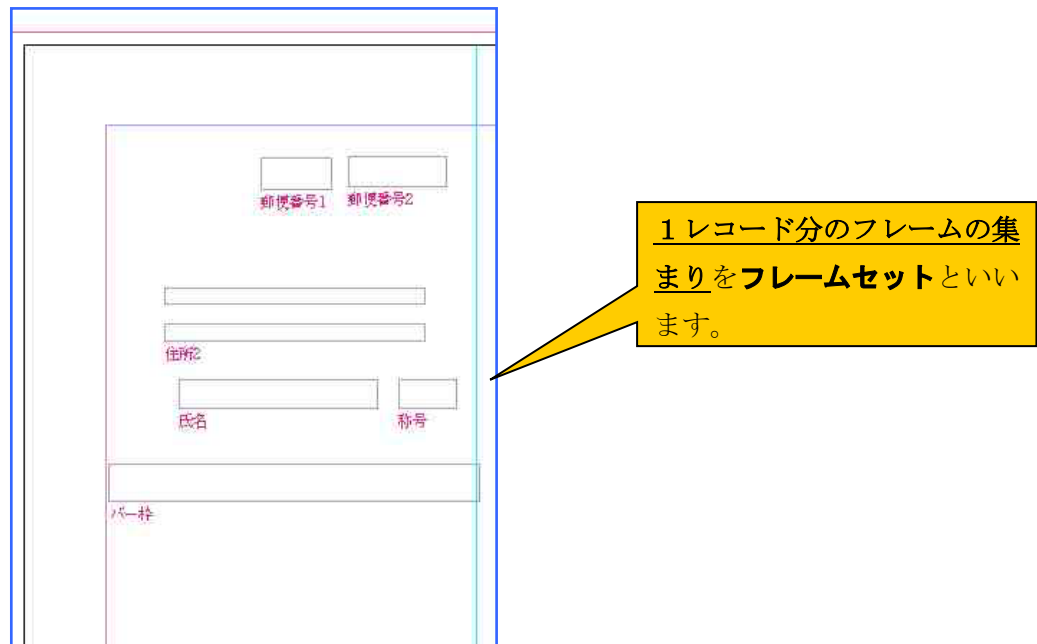 郵便番号1 郵便番号2
住所2
氏名 称号
バー枠
１レコード分のフレームの集
まりをフレームセットといい
ます。